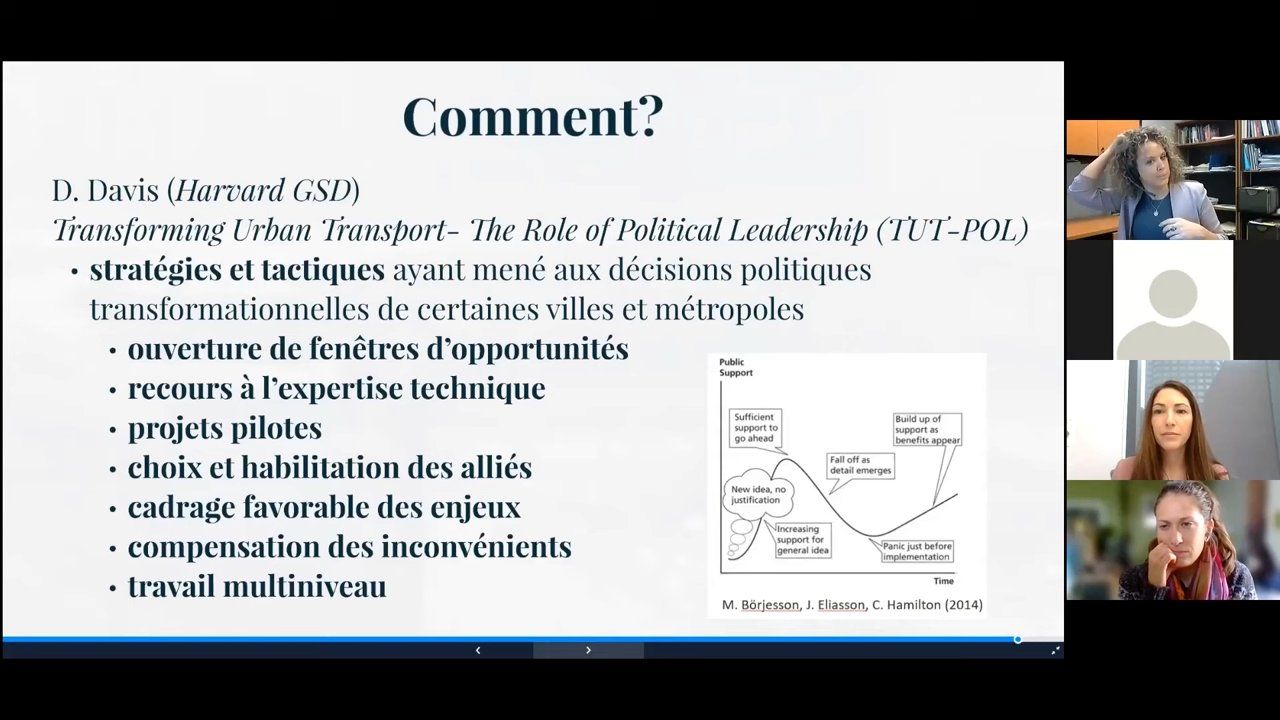 Comment?
D. Davis (Harvard GSD)
Transforming Urban Transport- The Role of Political Leadership (TUT-POL)
• stratégies et tactiques ayant mené aux décisions politiques
transformationnelles de certaines villes et métropoles
• ouverture de fenêtres d’opportunités
• recours à l’expertise technique
• projets pilotes
• choix et habilitation des alliés
• cadrage favorable des enjeux
• compensation des inconvénients
• travail multiniveau
Public
Support
Sufficient
support to
go ahead
Build up of
support as
benefits appear
Fall off as
detail emerges
New idea, no
justification
Increasing
support for
general idea
Panic just before
implementation
Time
M. Börjesson, J. Eliasson, C. Hamilton (2014)